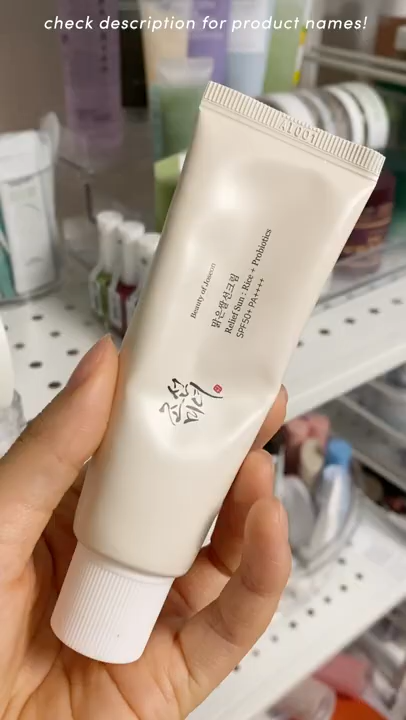 check description for product names!
Beauty of Joseon
맑은쌀선크림
Relief Sun : Rice + Probiotics
SPF50+ PA++++
조선
미녀